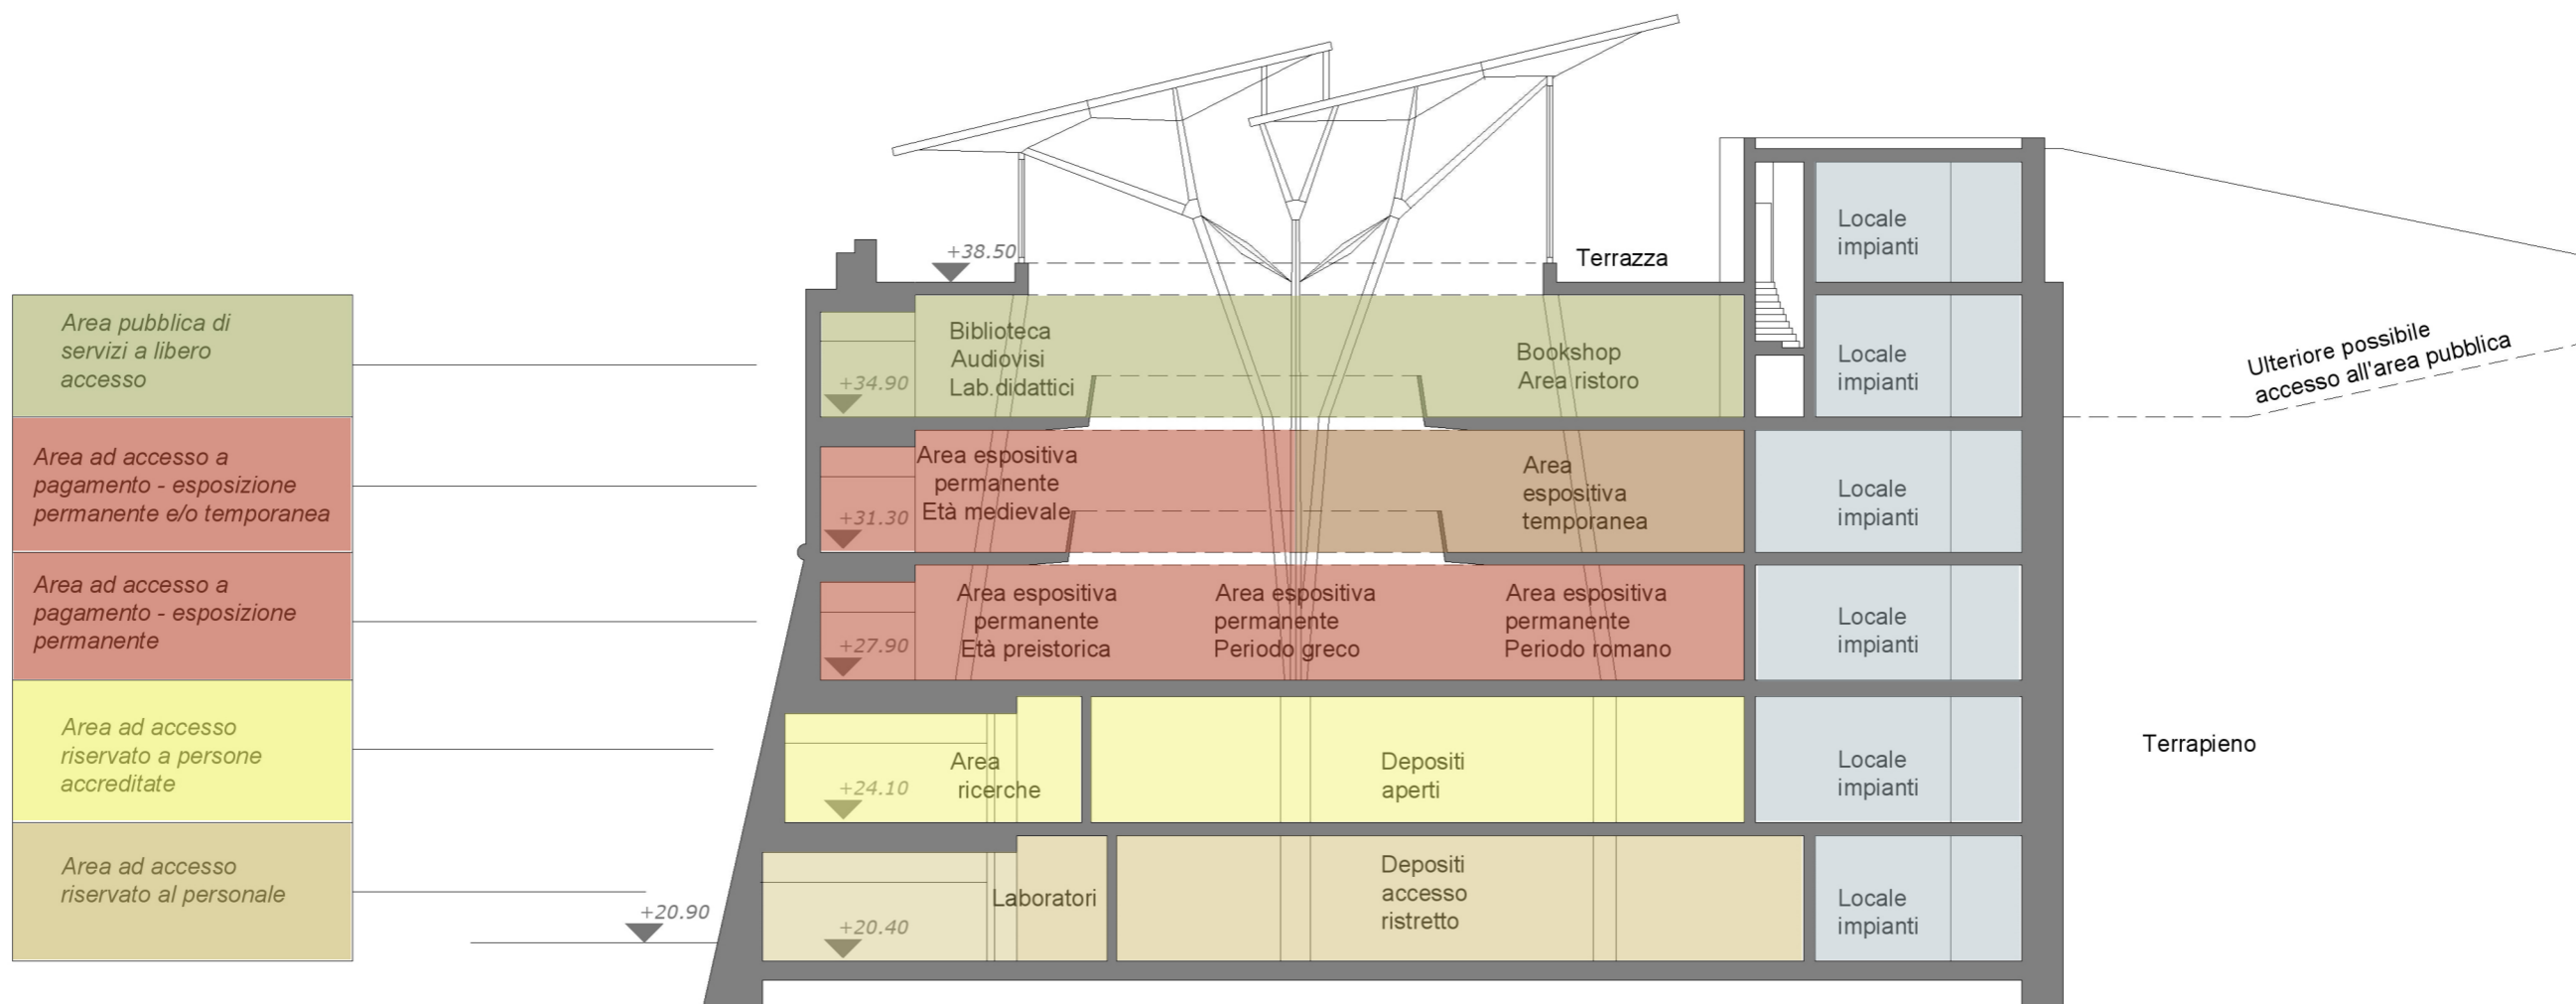 +38.50
Terrazza
Locale
impianti
Area pubblica di
servizi a libero
accesso
Biblioteca
Audiovisi
Lab.didattici
+34.90
Bookshop
Area ristoro
Locale
impianti
Ulteriore possibile
accesso all'area pubblica
Area ad accesso a
pagamento - esposizione
permanente e/o temporanea
Area espositiva
permanente
Età medievale
+31.30
Area
espositiva
temporanea
Locale
impianti
Area ad accesso a
pagamento - esposizione
permanente
+27.90
Area espositiva
permanente
Età preistorica
Area espositiva
permanente
Periodo greco
Area espositiva
permanente
Periodo romano
Locale
impianti
Area ad accesso
riservato a persone
accreditate
+24.10
Area
ricerche
Depositi
aperti
Locale
impianti
Terrapieno
Area ad accesso
riservato al personale
+20.90
+20.40
Laboratori
Depositi
accesso
ristretto
Locale
impianti